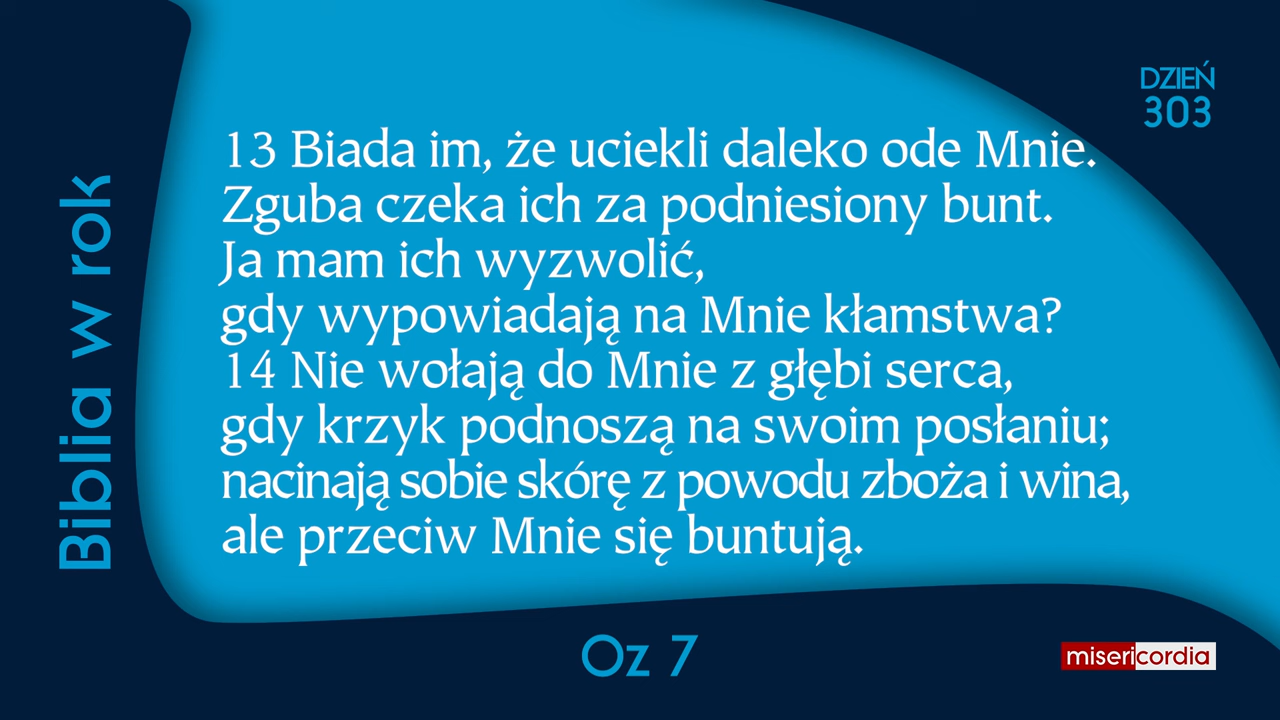 DZIEŃ
303
13 Biada im, że uciekli daleko ode Mnie.
Zguba czeka ich za podniesiony bunt.
Ja mam ich wyzwolić,
gdy wypowiadają na Mnie kłamstwa?
14 Nie wołają do Mnie z głębi serca,
gdy krzyk podnoszą na swoim posłaniu;
nacinają sobie skórę z powodu zboża i wina,
ale przeciw Mnie się buntują.
Biblia w rok
Oz 7
misericordia